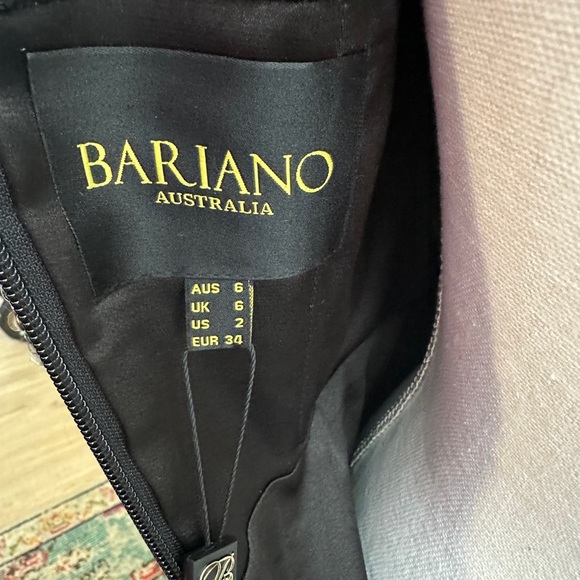 BARIANO
AUSTRALIA
AUS 6
UK 6
US 2
EUR 34
B